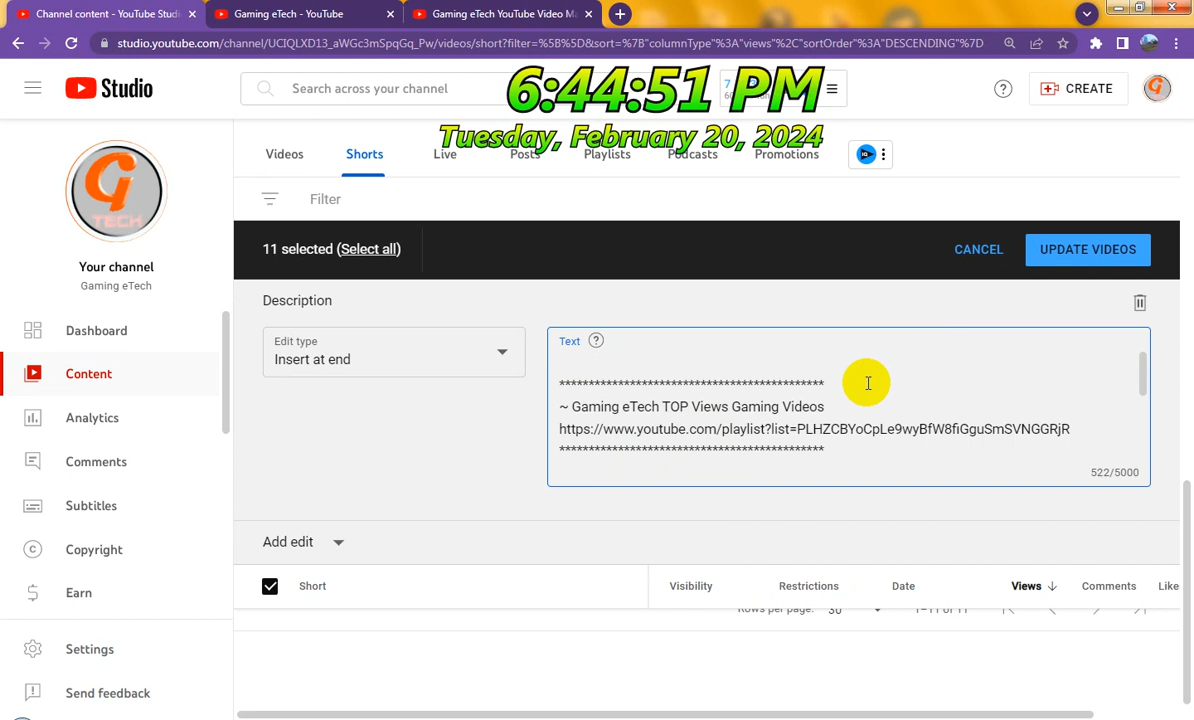 Channel content - YouTube Studi
Gaming eTech - YouTube
Gaming eTech YouTube Video Ma
studio.youtube.com/channel/UCIQLXD13_aWGc3mSpqGq_Pw/videos/short?filter=%5B%5D&sort=%7B"columnType"%3A"views"%2C"sortOrder"%3A"DESCENDING"%7D
Studio
Search across your channel
6:44:51 PM
CREATE
Tuesday, February 20, 2024
Videos
Shorts
Live
Posts
Playlists
Podcasts
Promotions
Filter
G
TECH
11 selected (Select all)
CANCEL
UPDATE VIDEOS
Your channel
Gaming eTech
Description
Edit type
Insert at end
Text
*********************************************
~ Gaming eTech TOP Views Gaming Videos
https://www.youtube.com/playlist?list=PLHZCBYoCpLe9wyBfW8fiGguSmSVNGGRjR
*********************************************
522/5000
Dashboard
Content
Analytics
Comments
Subtitles
Copyright
Earn
Settings
Send feedback
Add edit
Short
Visibility
Restrictions
Date
Views
Comments
Like
Rows per page:
30
1–11 of 11